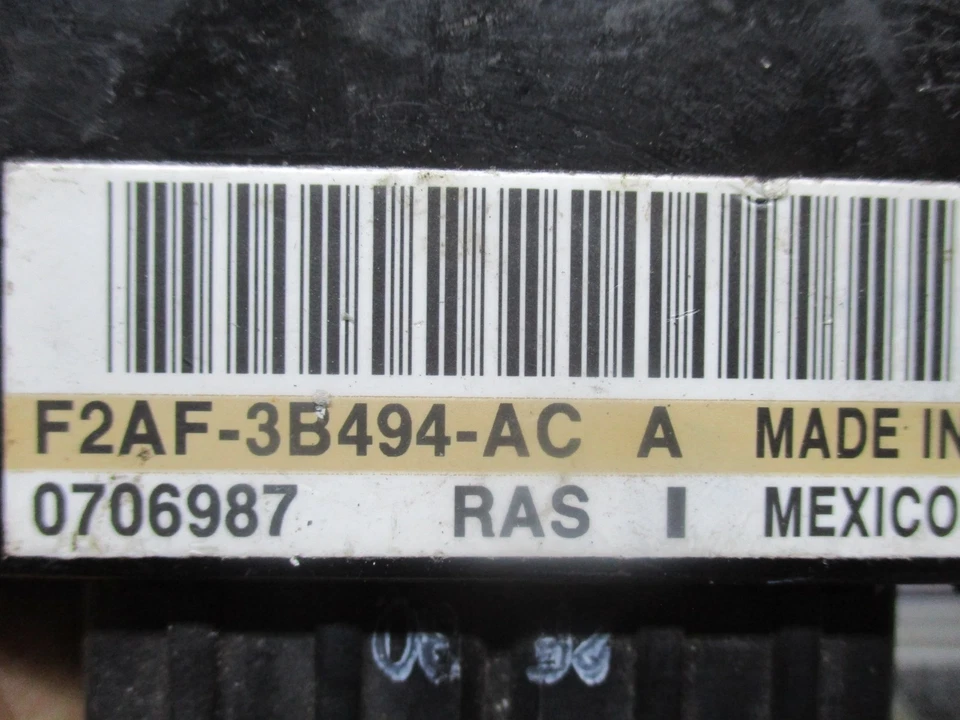 F2AF-3B494-AC A MADE IN
0706987 RAS I MEXICO